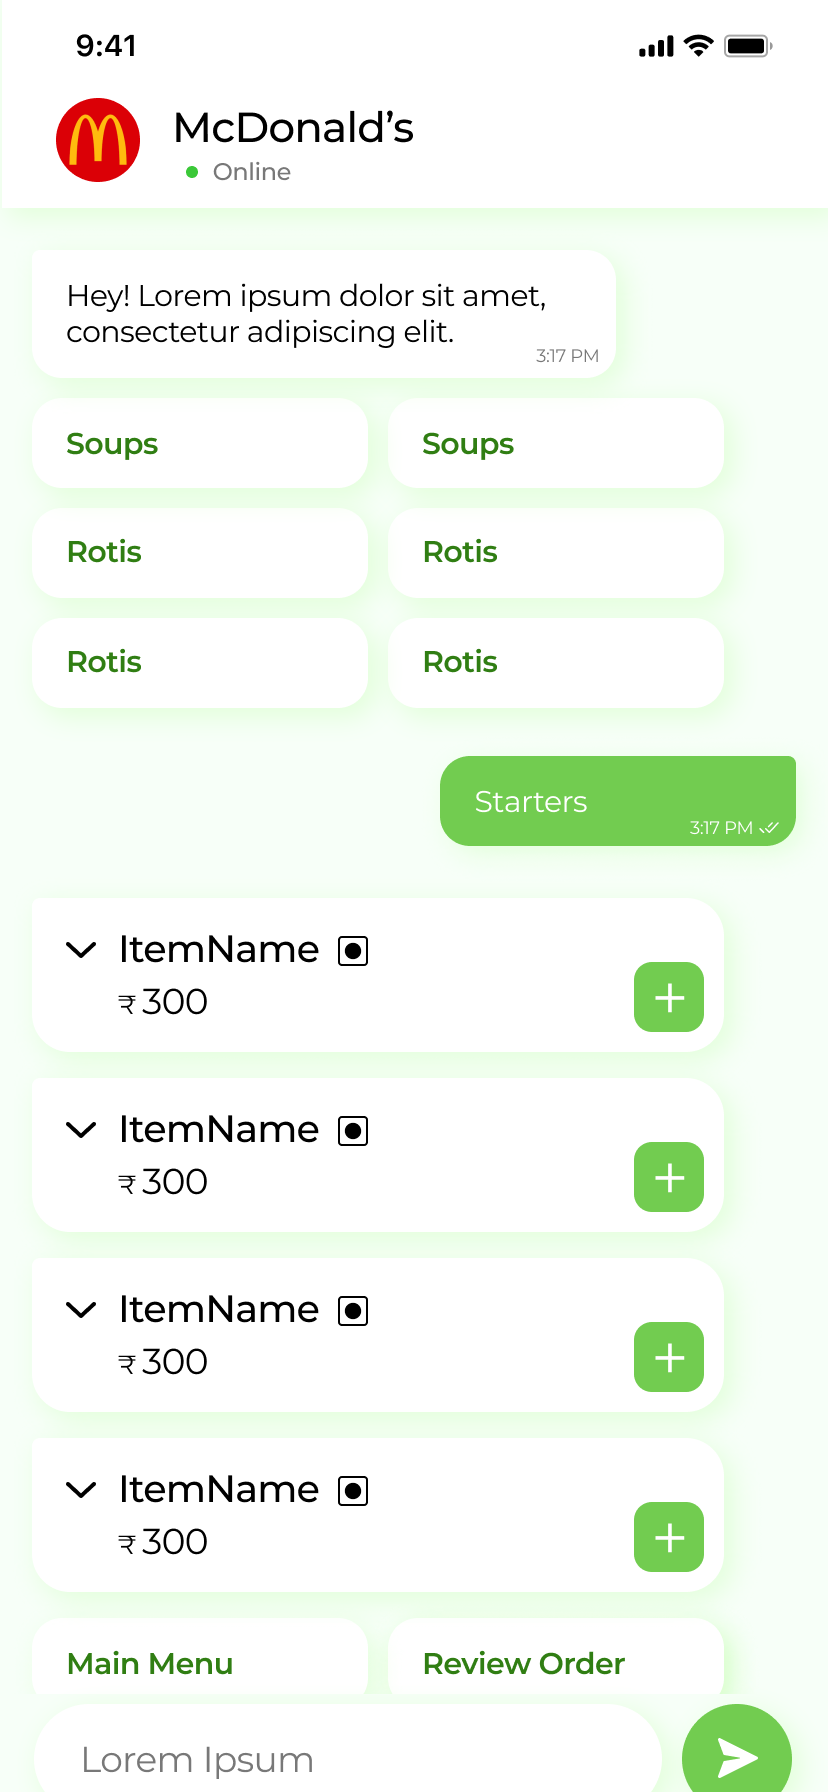 9:41
McDonald’s
Online
Hey! Lorem ipsum dolor sit amet,
consectetur adipiscing elit.
3:17 PM
Soups Soups
Rotis Rotis
Rotis Rotis
Starters
3:17 PM
ItemName
₹ 300
ItemName
₹ 300
ItemName
₹ 300
ItemName
₹ 300
Main Menu Review Order
Lorem Ipsum